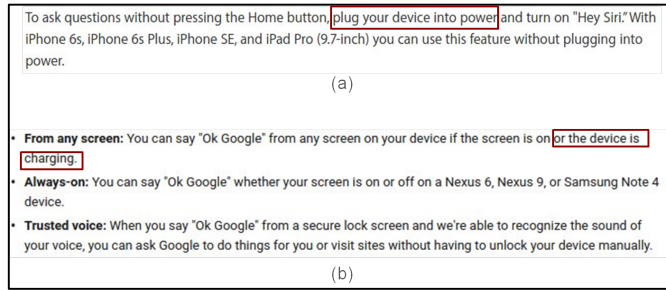 To ask questions without pressing the Home button, plug your device into power and turn on "Hey Siri." With
iPhone 6s, iPhone 6s Plus, iPhone SE, and iPad Pro (9.7-inch) you can use this feature without plugging into
power.
(a)
• From any screen: You can say "Ok Google" from any screen on your device if the screen is on or the device is
charging.
• Always-on: You can say "Ok Google" whether your screen is on or off on a Nexus 6, Nexus 9, or Samsung Note 4
device.
• Trusted voice: When you say "Ok Google" from a secure lock screen and we're able to recognize the sound of
your voice, you can ask Google to do things for you or visit sites without having to unlock your device manually.
(b)